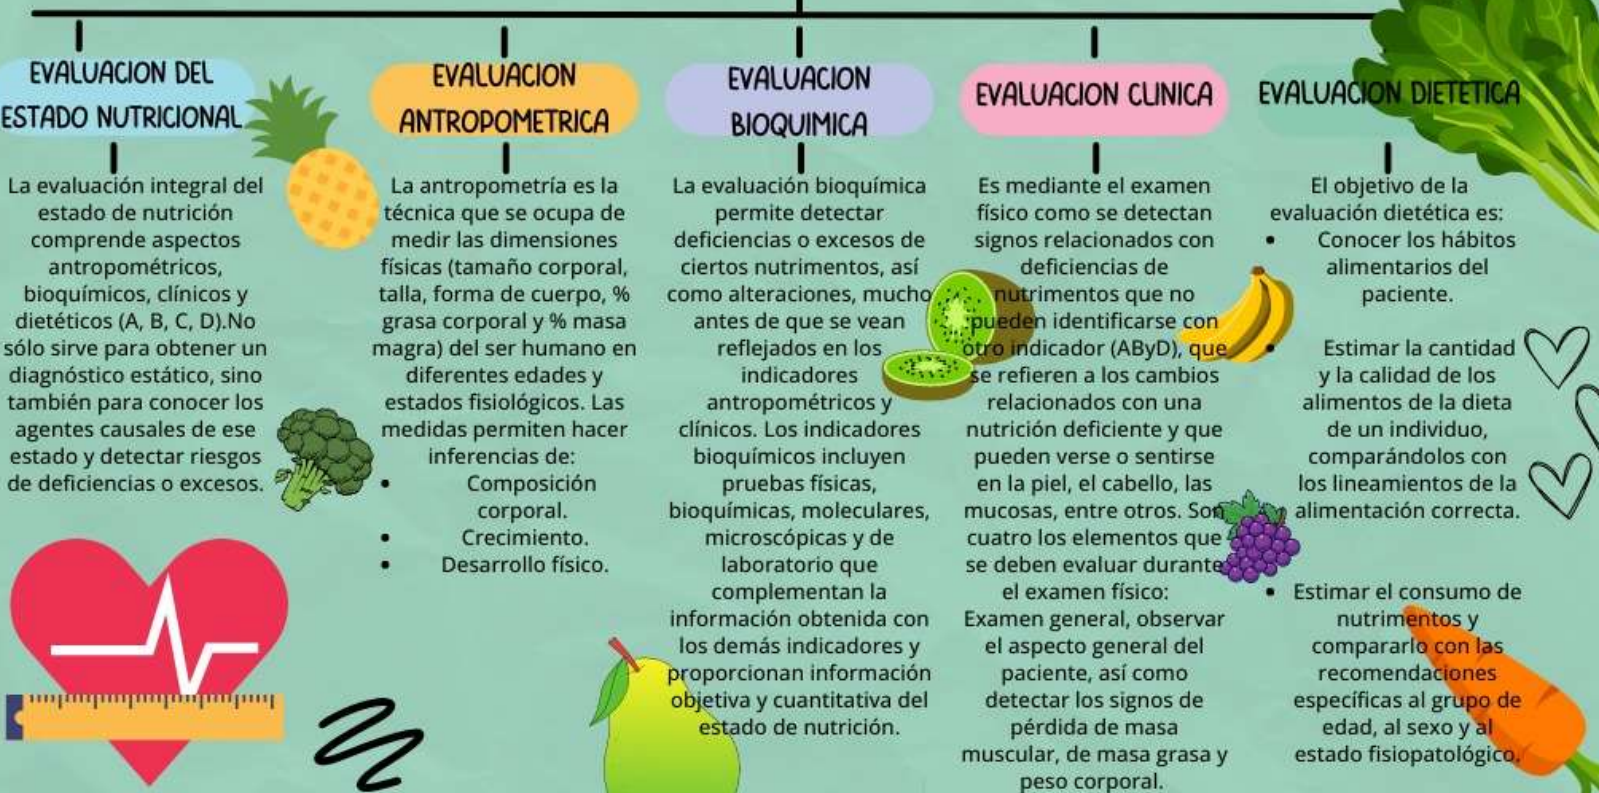 EVALUACION DEL
ESTADO NUTRICIONAL
La evaluación integral del
estado de nutrición
comprende aspectos
antropométricos,
bioquímicos, clínicos y
dietéticos (A, B, C, D).No
sólo sirve para obtener un
diagnóstico estático, sino
también para conocer los
agentes causales de ese
estado y detectar riesgos
de deficiencias o excesos.
EVALUACION
ANTROPOMETRICA
La antropometría es la
técnica que se ocupa de
medir las dimensiones
físicas (tamaño corporal,
talla, forma de cuerpo, %
grasa corporal y % masa
magra) del ser humano en
diferentes edades y
estados fisiológicos. Las
medidas permiten hacer
inferencias de:
• Composición
corporal.
• Crecimiento.
• Desarrollo físico.
EVALUACION
BIOQUIMICA
La evaluación bioquímica
permite detectar
deficiencias o excesos de
ciertos nutrimentos, así
como alteraciones, mucho
antes de que se vean
reflejados en los
indicadores
antropométricos y
clínicos. Los indicadores
bioquímicos incluyen
pruebas físicas,
bioquímicas, moleculares,
microscópicas y de
laboratorio que
complementan la
información obtenida con
los demás indicadores y
proporcionan información
objetiva y cuantitativa del
estado de nutrición.
EVALUACION CLINICA
Es mediante el examen
físico como se detectan
signos relacionados con
deficiencias de
nutrimentos que no
pueden identificarse con
otro indicador (AByD), que
se refieren a los cambios
relacionados con una
nutrición deficiente y que
pueden verse o sentirse
en la piel, el cabello, las
mucosas, entre otros. Son
cuatro los elementos que
se deben evaluar durante
el examen físico:
Examen general, observar
el aspecto general del
paciente, así como
detectar los signos de
pérdida de masa
muscular, de masa grasa y
peso corporal.
EVALUACION DIETETICA
El objetivo de la
evaluación dietética es:
• Conocer los hábitos
alimentarios del
paciente.
• Estimar la cantidad
y la calidad de los
alimentos de la dieta
de un individuo,
comparándolos con
los lineamientos de la
alimentación correcta.
• Estimar el consumo de
nutrimentos y
compararlo con las
recomendaciones
específicas al grupo de
edad, al sexo y al
estado fisiopatológico.